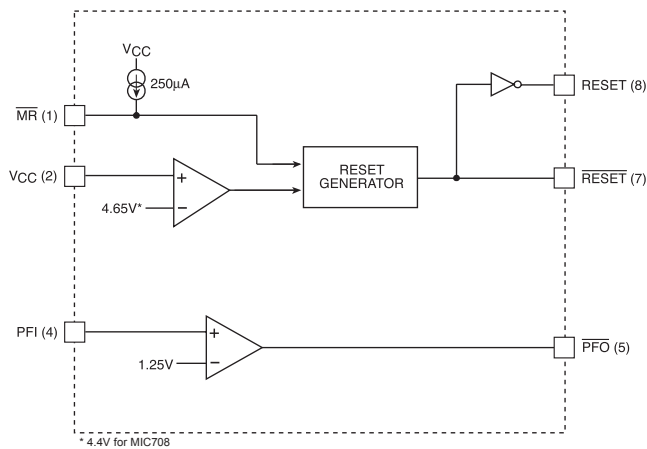 VCC
250μA
MR (1)
RESET (8)
VCC (2)
+
4.65V*
−
RESET
GENERATOR
RESET (7)
PFI (4)
+
1.25V
−
PFO (5)
* 4.4V for MIC708